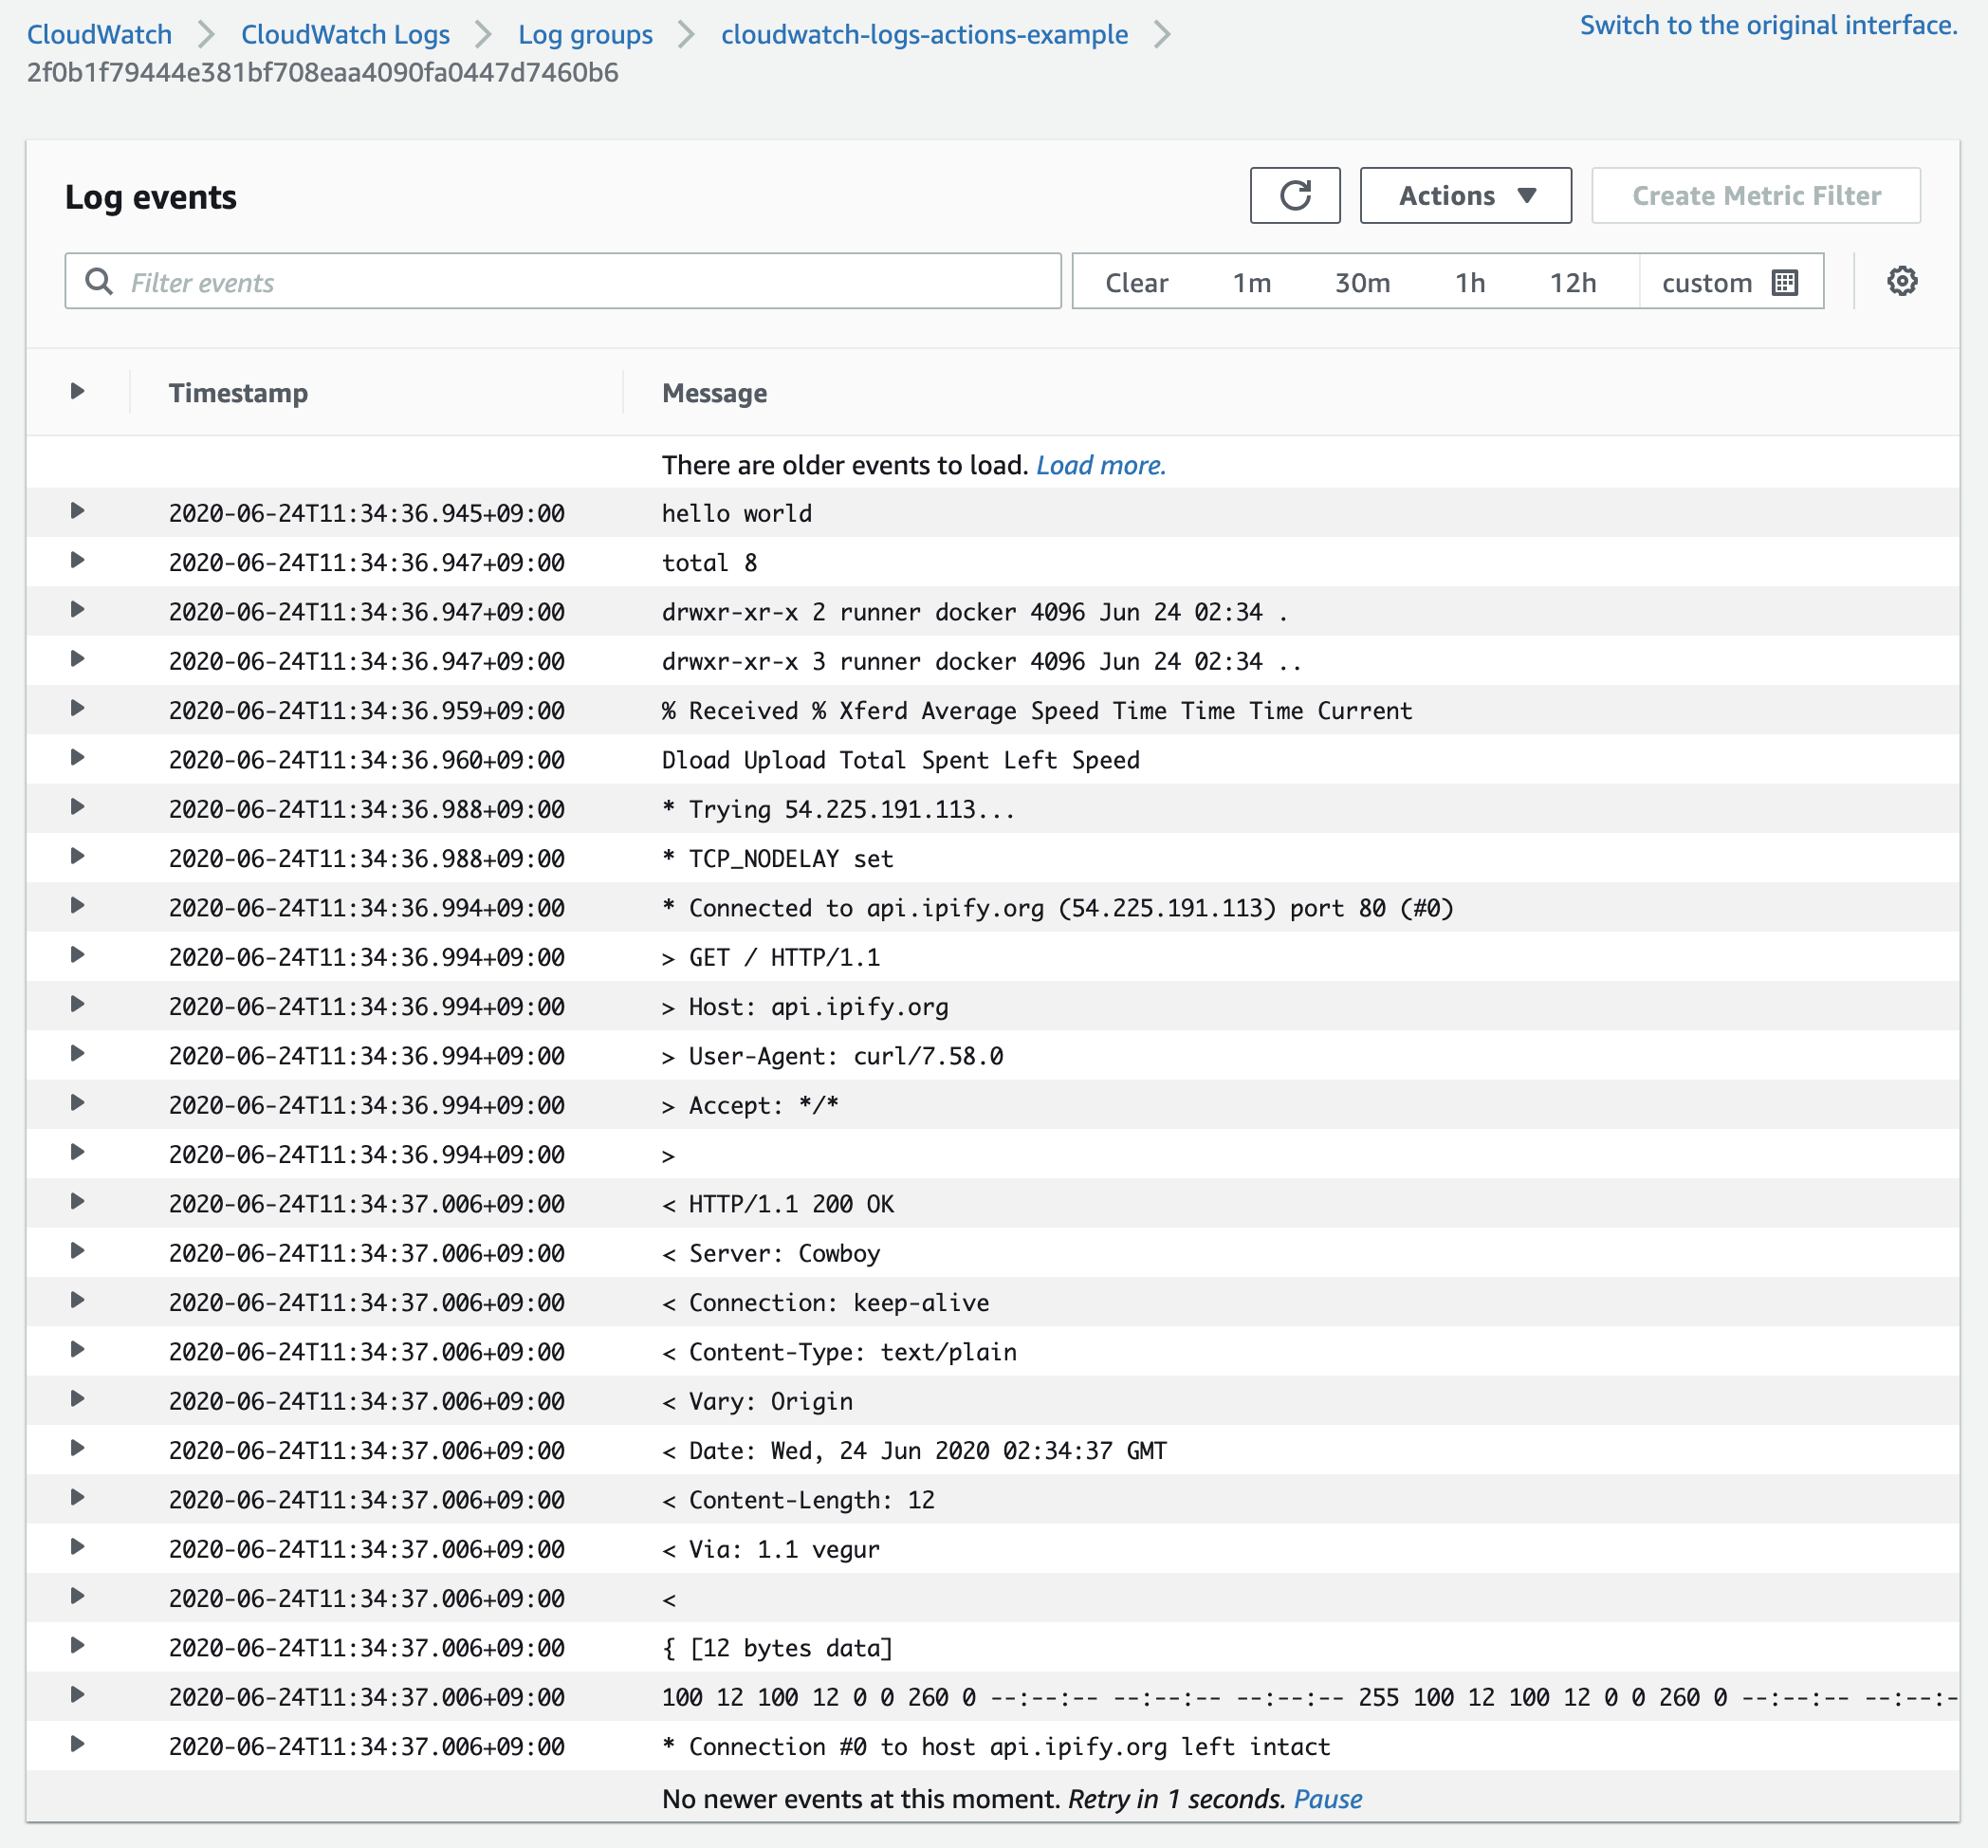 CloudWatch CloudWatch Logs Log groups cloudwatch-logs-actions-example
Switch to the original interface.
2f0b1f79444e381bf708eaa4090fa0447d7460b6
Log events
Actions
Create Metric Filter
Filter events
Clear 1m 30m 1h 12h custom
Timestamp Message
There are older events to load. Load more.
2020-06-24T11:34:36.945+09:00 hello world
2020-06-24T11:34:36.947+09:00 total 8
2020-06-24T11:34:36.947+09:00 drwxr-xr-x 2 runner docker 4096 Jun 24 02:34 .
2020-06-24T11:34:36.947+09:00 drwxr-xr-x 3 runner docker 4096 Jun 24 02:34 ..
2020-06-24T11:34:36.959+09:00 % Received % Xferd Average Speed Time Time Time Current
2020-06-24T11:34:36.960+09:00 Dload Upload Total Spent Left Speed
2020-06-24T11:34:36.988+09:00 * Trying 54.225.191.113...
2020-06-24T11:34:36.988+09:00 * TCP_NODELAY set
2020-06-24T11:34:36.994+09:00 * Connected to api.ipify.org (54.225.191.113) port 80 (#0)
2020-06-24T11:34:36.994+09:00 > GET / HTTP/1.1
2020-06-24T11:34:36.994+09:00 > Host: api.ipify.org
2020-06-24T11:34:36.994+09:00 > User-Agent: curl/7.58.0
2020-06-24T11:34:36.994+09:00 > Accept: */*
2020-06-24T11:34:36.994+09:00 >
2020-06-24T11:34:37.006+09:00 < HTTP/1.1 200 OK
2020-06-24T11:34:37.006+09:00 < Server: Cowboy
2020-06-24T11:34:37.006+09:00 < Connection: keep-alive
2020-06-24T11:34:37.006+09:00 < Content-Type: text/plain
2020-06-24T11:34:37.006+09:00 < Vary: Origin
2020-06-24T11:34:37.006+09:00 < Date: Wed, 24 Jun 2020 02:34:37 GMT
2020-06-24T11:34:37.006+09:00 < Content-Length: 12
2020-06-24T11:34:37.006+09:00 < Via: 1.1 vegur
2020-06-24T11:34:37.006+09:00 <
2020-06-24T11:34:37.006+09:00 { [12 bytes data]
2020-06-24T11:34:37.006+09:00 100 12 100 12 0 0 260 0 --:--:-- --:--:-- --:--:-- 255 100 12 100 12 0 0 260 0 --:--:-- --:--:-
2020-06-24T11:34:37.006+09:00 * Connection #0 to host api.ipify.org left intact
No newer events at this moment. Retry in 1 seconds. Pause